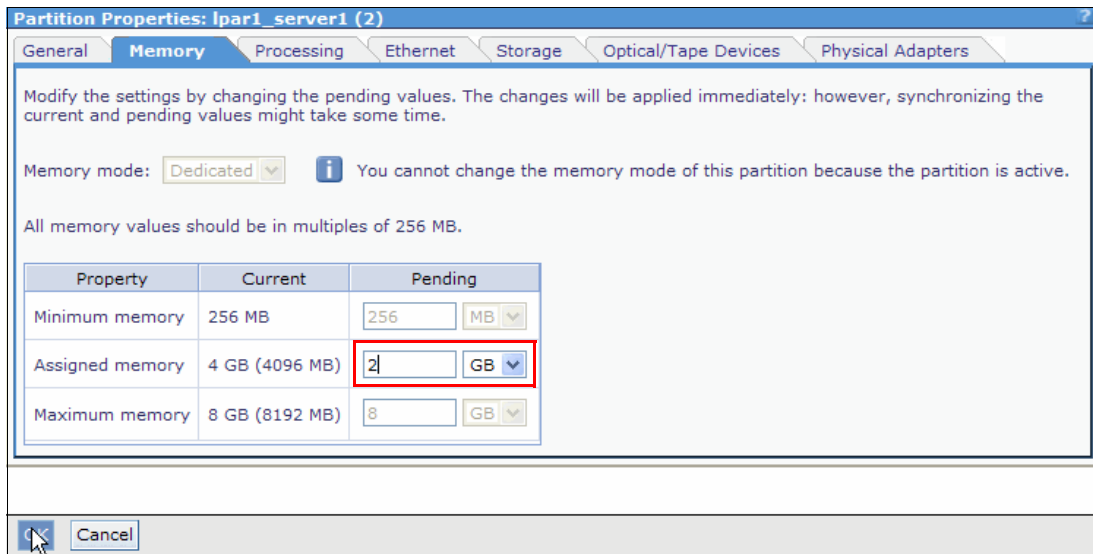 Partition Properties: lpar1_server1 (2) ?
General Memory Processing Ethernet Storage Optical/Tape Devices Physical Adapters
Modify the settings by changing the pending values. The changes will be applied immediately: however, synchronizing the
current and pending values might take some time.
Memory mode: Dedicated i You cannot change the memory mode of this partition because the partition is active.
All memory values should be in multiples of 256 MB.
Property Current Pending
Minimum memory 256 MB 256 MB
Assigned memory 4 GB (4096 MB) 2 GB
Maximum memory 8 GB (8192 MB) 8 GB
OK Cancel